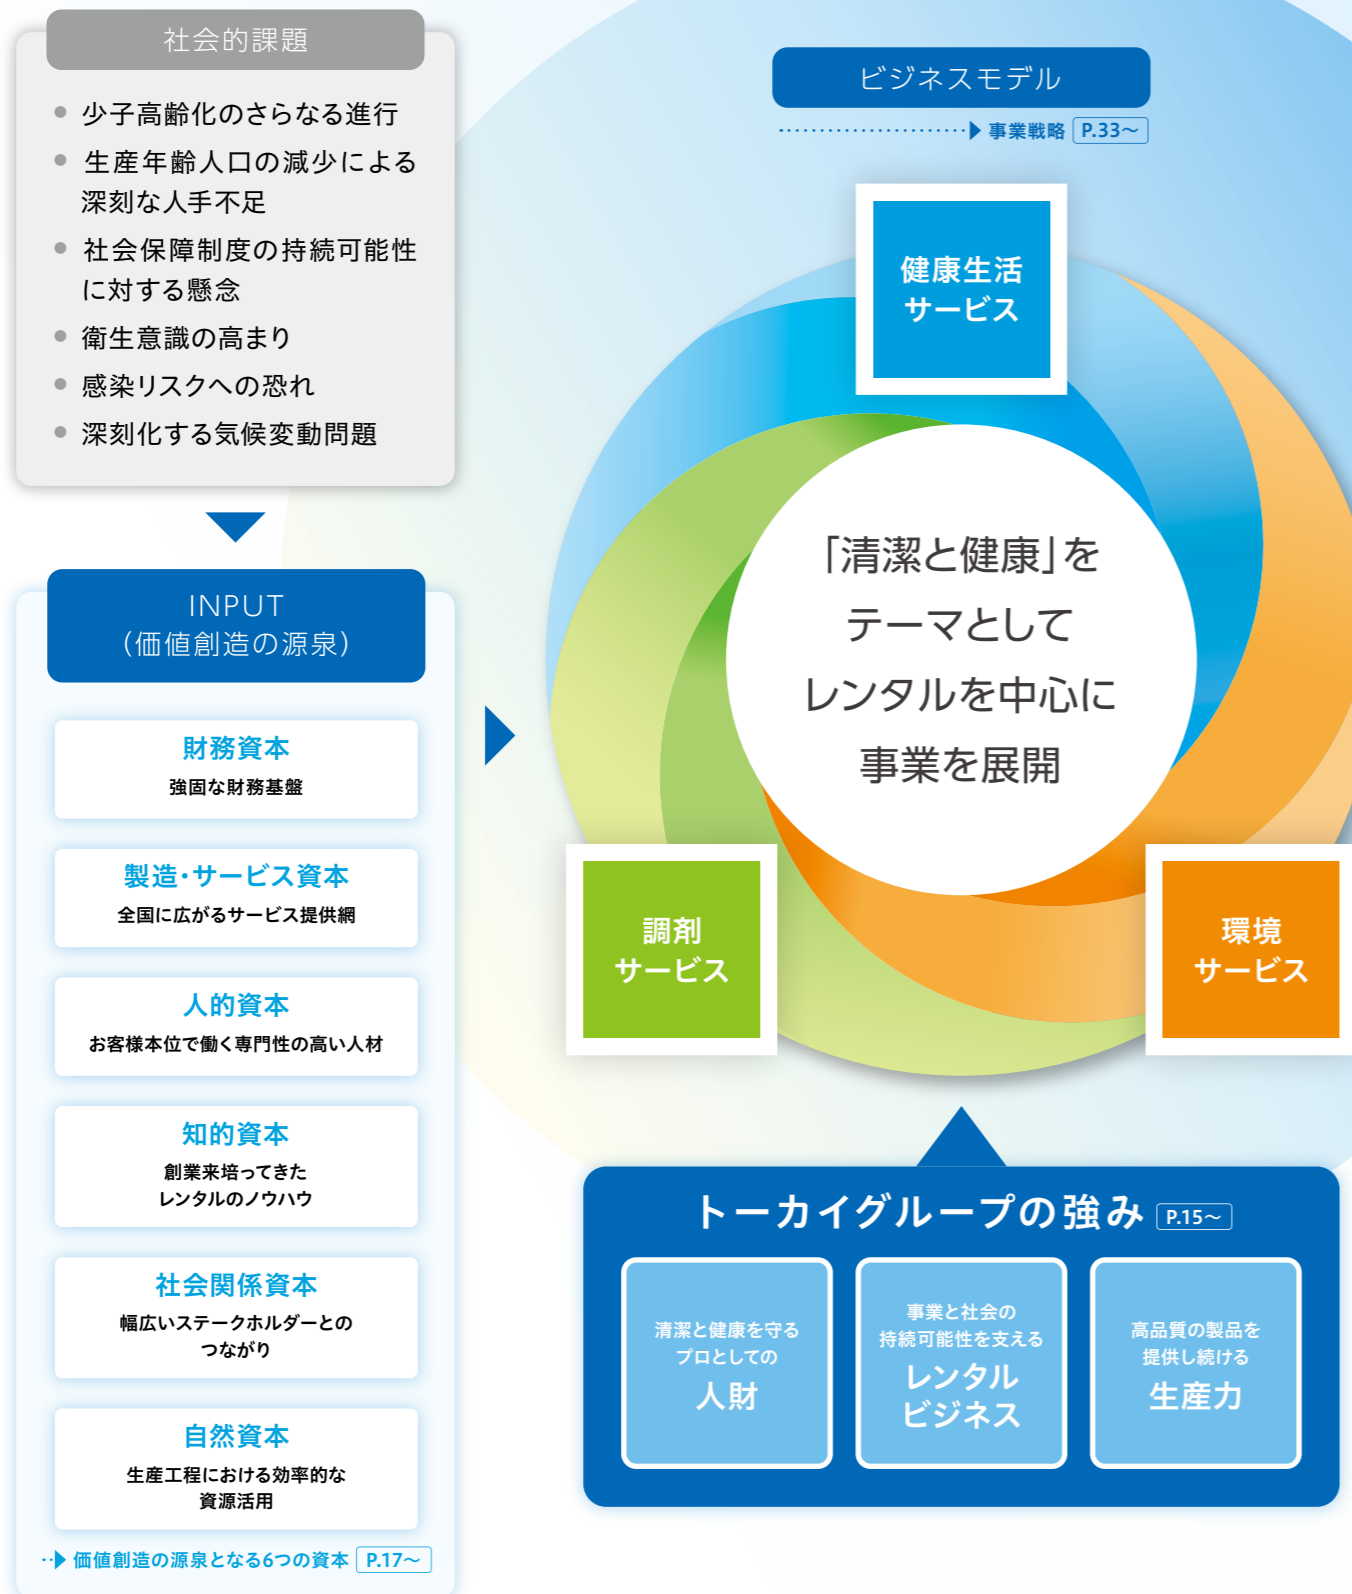 社会的課題
少子高齢化のさらなる進行
生産年齢人口の減少による
深刻な人手不足
社会保障制度の持続可能性
に対する懸念
衛生意識の高まり
感染リスクへの恐れ
深刻化する気候変動問題
INPUT
（価値創造の源泉）
財務資本
強固な財務基盤
製造・サービス資本
全国に広がるサービス提供網
人的資本
お客様本位で働く専門性の高い人材
知的資本
創業来培ってきた
レンタルのノウハウ
社会関係資本
幅広いステークホルダーとの
つながり
自然資本
生産工程における効率的な
資源活用
価値創造の源泉となる6つの資本 P.17～
ビジネスモデル
事業戦略 P.33～
健康生活
サービス
「清潔と健康」を
テーマとして
レンタルを中心に
事業を展開
調剤
サービス
環境
サービス
トーカイグループの強み P.15～
清潔と健康を守る
プロとしての
人財
事業と社会の
持続可能性を支える
レンタル
ビジネス
高品質の製品を
提供し続ける
生産力